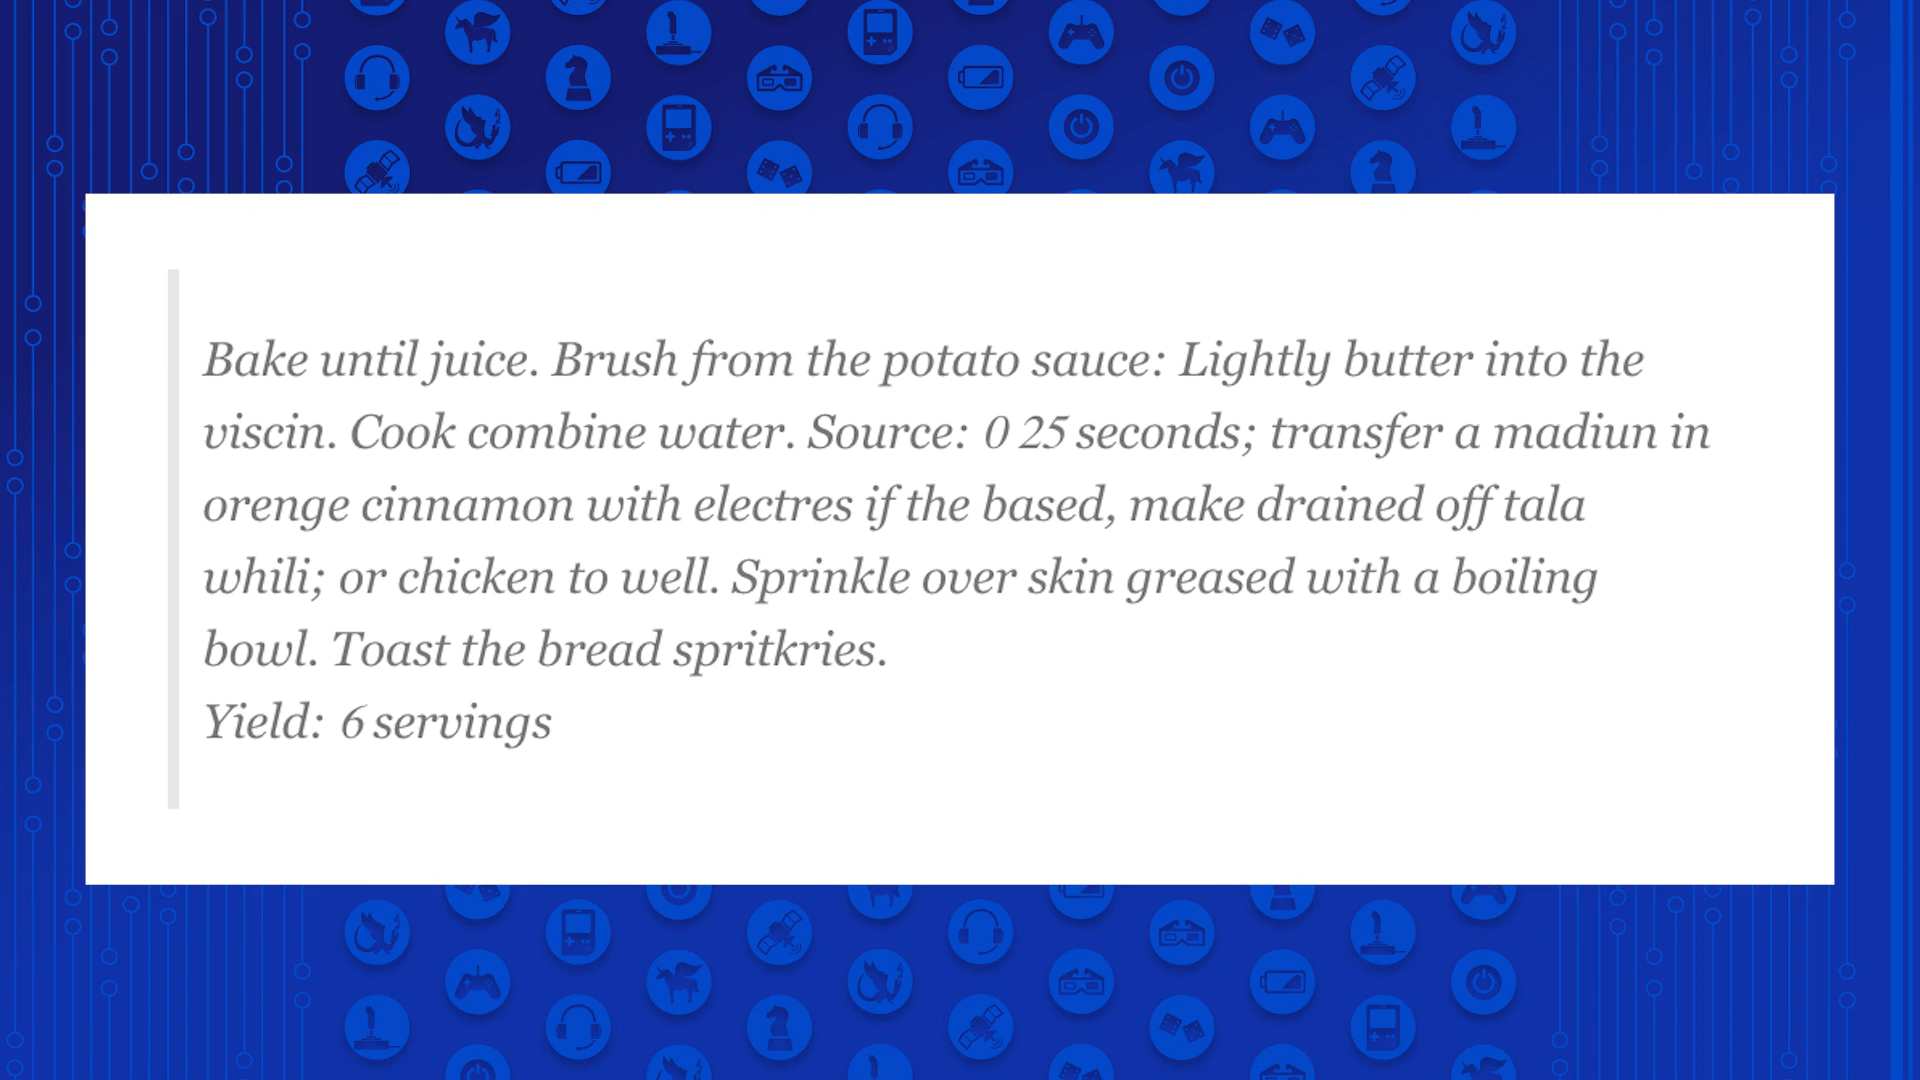 Bake until juice. Brush from the potato sauce: Lightly butter into the
viscin. Cook combine water. Source: 0 25 seconds; transfer a madiun in
orenge cinnamon with electres if the based, make drained off tala
whili; or chicken to well. Sprinkle over skin greased with a boiling
bowl. Toast the bread spritkries.
Yield: 6 servings